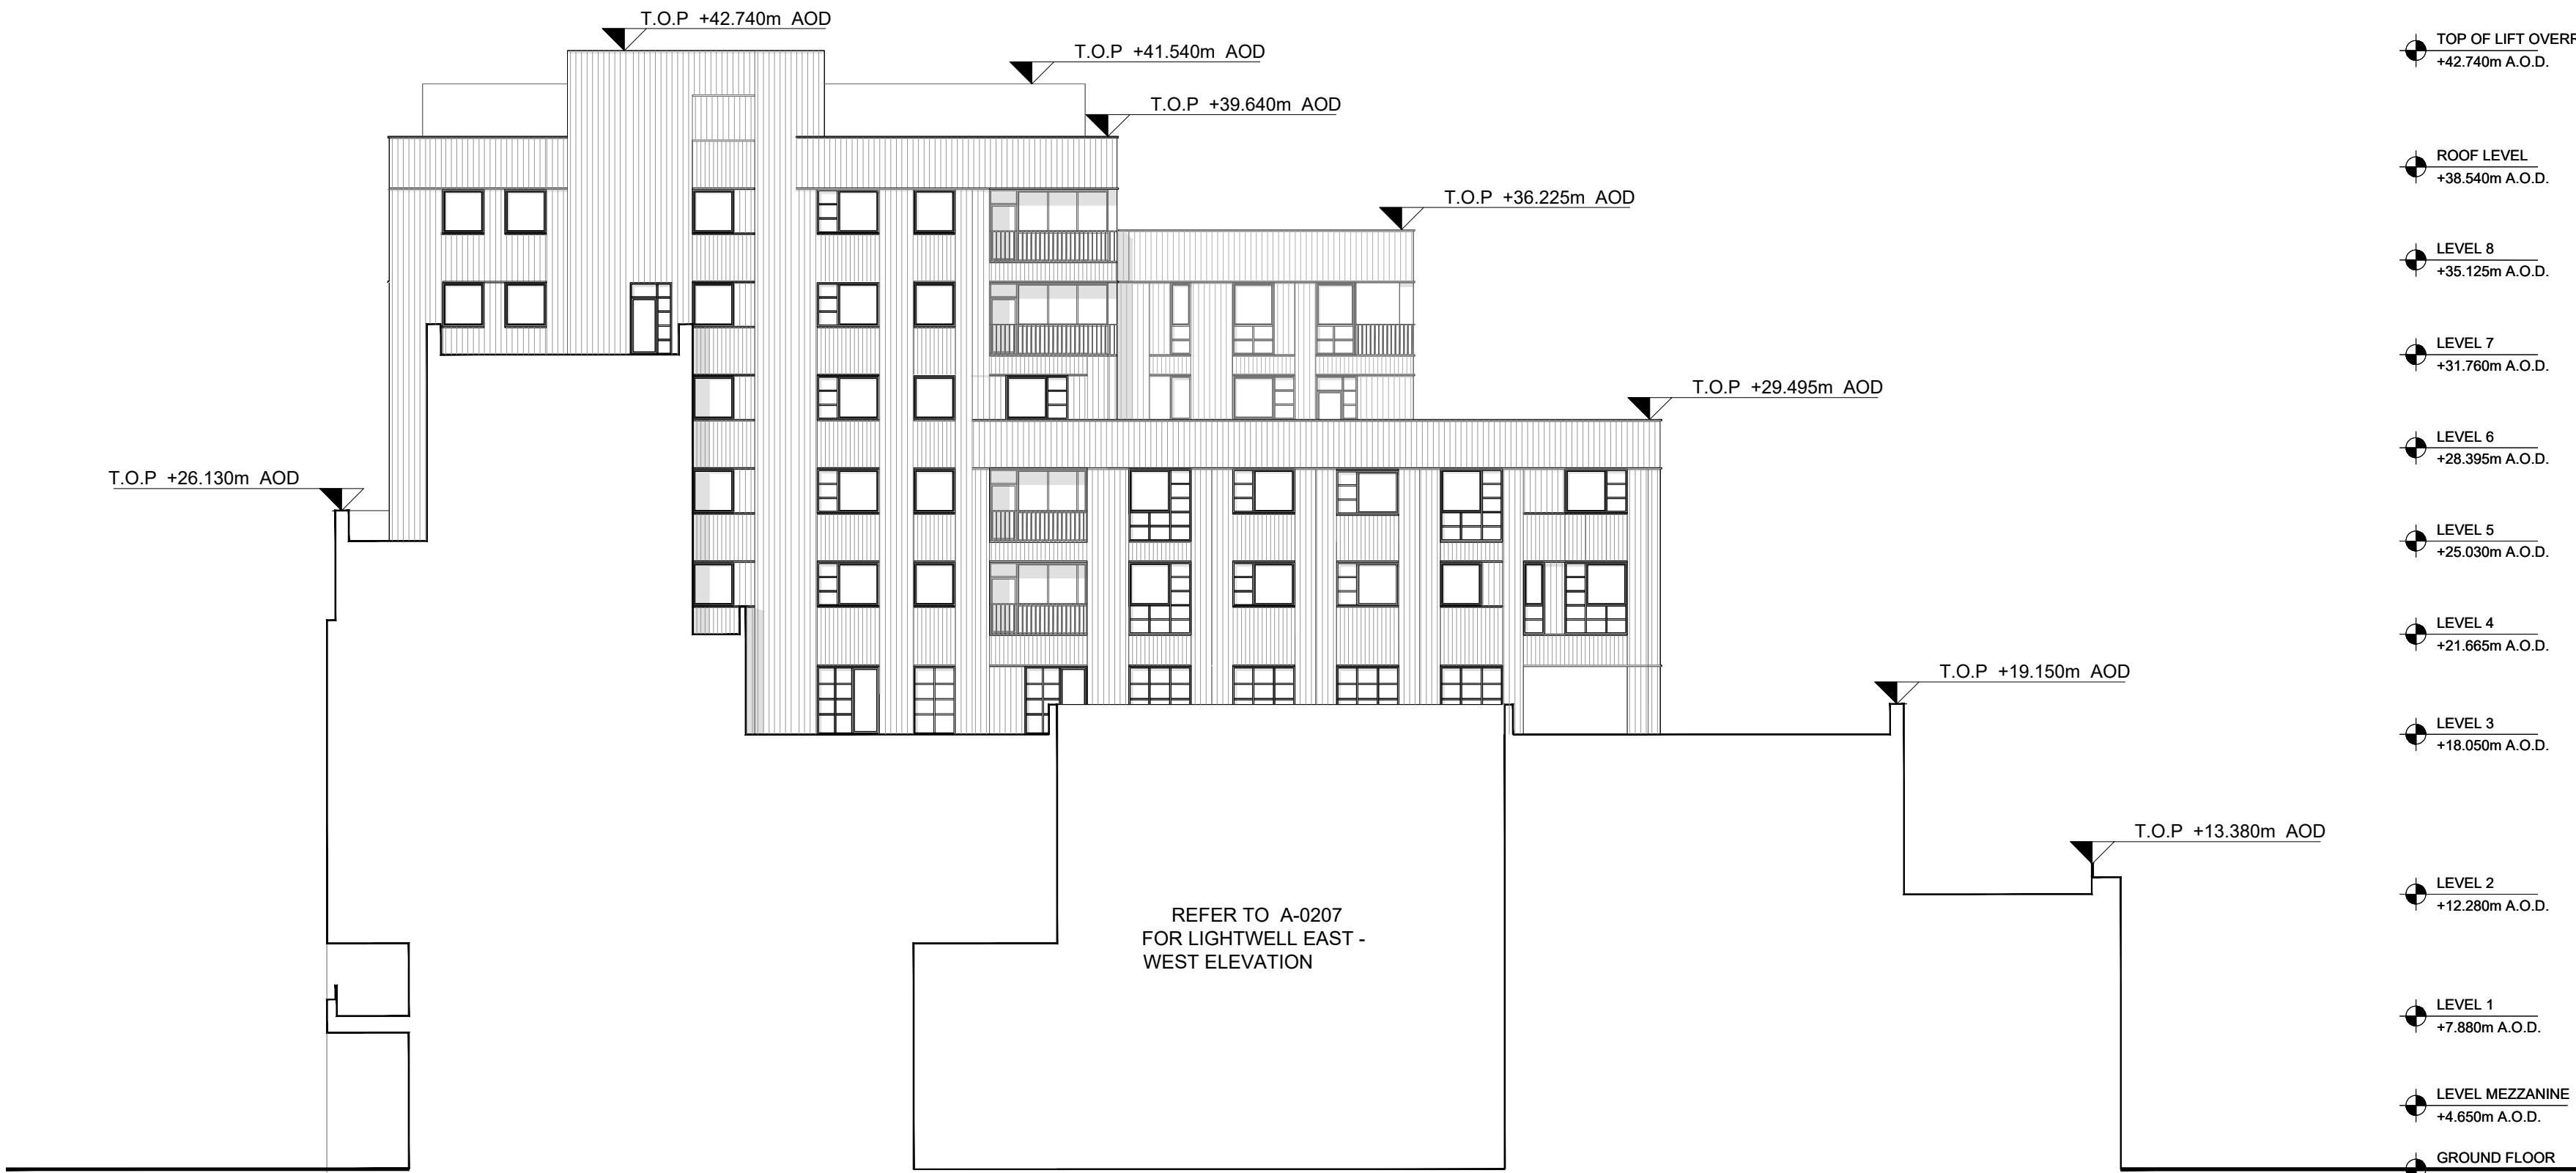 T.O.P +42.740m AOD
T.O.P +41.540m AOD
T.O.P +39.640m AOD
T.O.P +36.225m AOD
T.O.P +29.495m AOD
T.O.P +26.130m AOD
T.O.P +19.150m AOD
T.O.P +13.380m AOD
REFER TO A-0207
FOR LIGHTWELL EAST -
WEST ELEVATION
TOP OF LIFT OVERR
+42.740m A.O.D.
ROOF LEVEL
+38.540m A.O.D.
LEVEL 8
+35.125m A.O.D.
LEVEL 7
+31.760m A.O.D.
LEVEL 6
+28.395m A.O.D.
LEVEL 5
+25.030m A.O.D.
LEVEL 4
+21.665m A.O.D.
LEVEL 3
+18.050m A.O.D.
LEVEL 2
+12.280m A.O.D.
LEVEL 1
+7.880m A.O.D.
LEVEL MEZZANINE
+4.650m A.O.D.
GROUND FLOOR